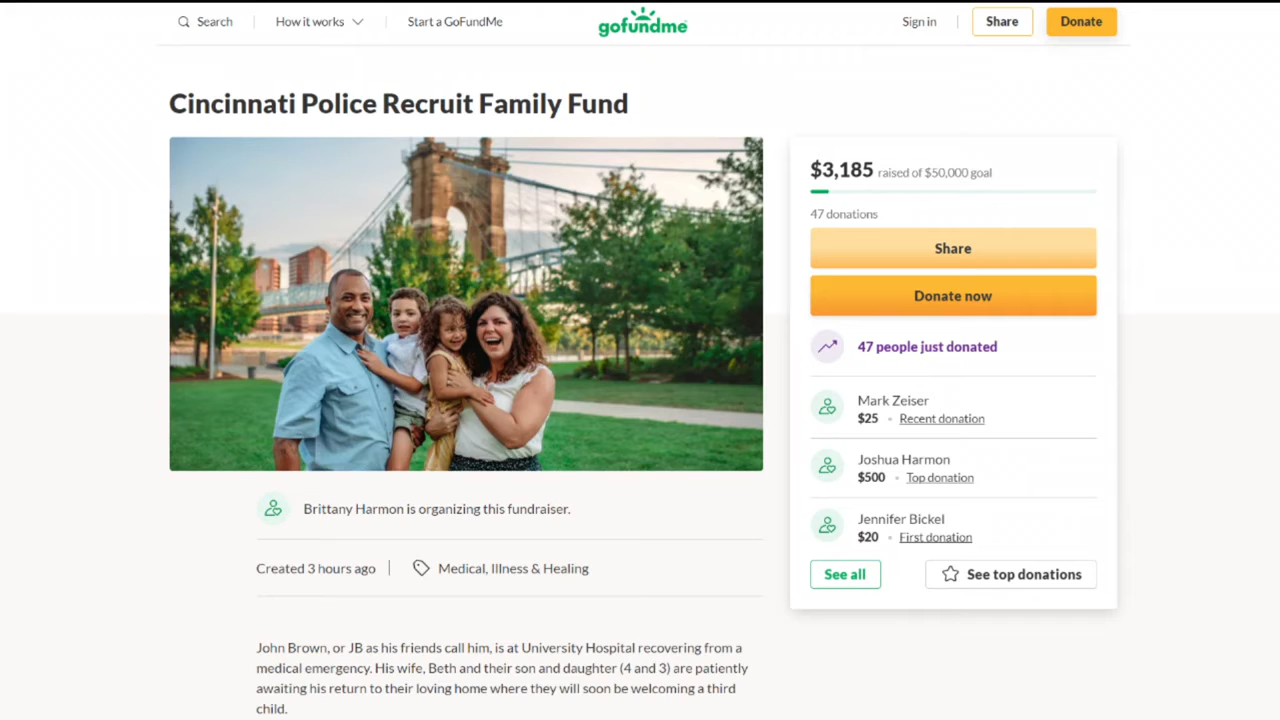 Search
How it works
Start a GoFundMe
gofundme
Sign in
Share
Donate
Cincinnati Police Recruit Family Fund
$3,185 raised of $50,000 goal
47 donations
Share
Donate now
47 people just donated
Mark Zeiser
$25 • Recent donation
Joshua Harmon
$500 • Top donation
Jennifer Bickel
$20 • First donation
See all
See top donations
Brittany Harmon is organizing this fundraiser.
Created 3 hours ago
Medical, Illness & Healing
John Brown, or JB as his friends call him, is at University Hospital recovering from a
medical emergency. His wife, Beth and their son and daughter (4 and 3) are patiently
awaiting his return to their loving home where they will soon be welcoming a third
child.